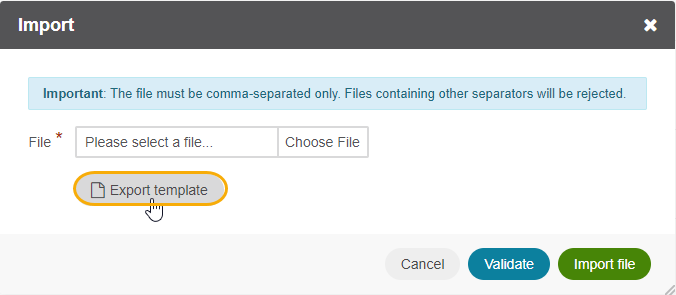 Import
Important: The file must be comma-separated only. Files containing other separators will be rejected.
File * Please select a file... Choose File
Export template
Cancel Validate Import file